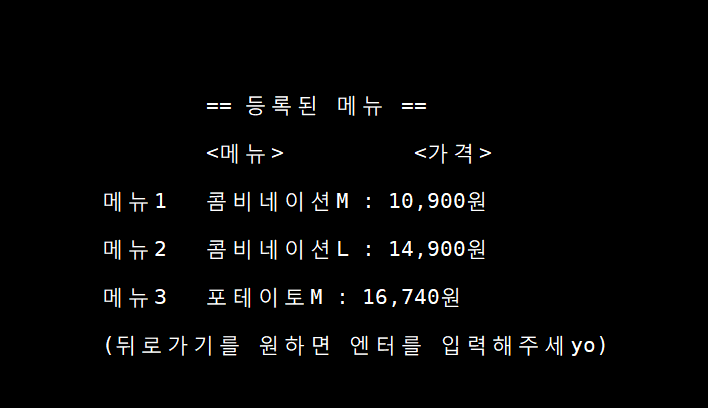 == 등록된 메뉴 ==
<메뉴> <가격>
메뉴1 콤비네이션M : 10,900원
메뉴2 콤비네이션L : 14,900원
메뉴3 포테이토M : 16,740원
(뒤로가기를 원하면 엔터를 입력해주세yo)